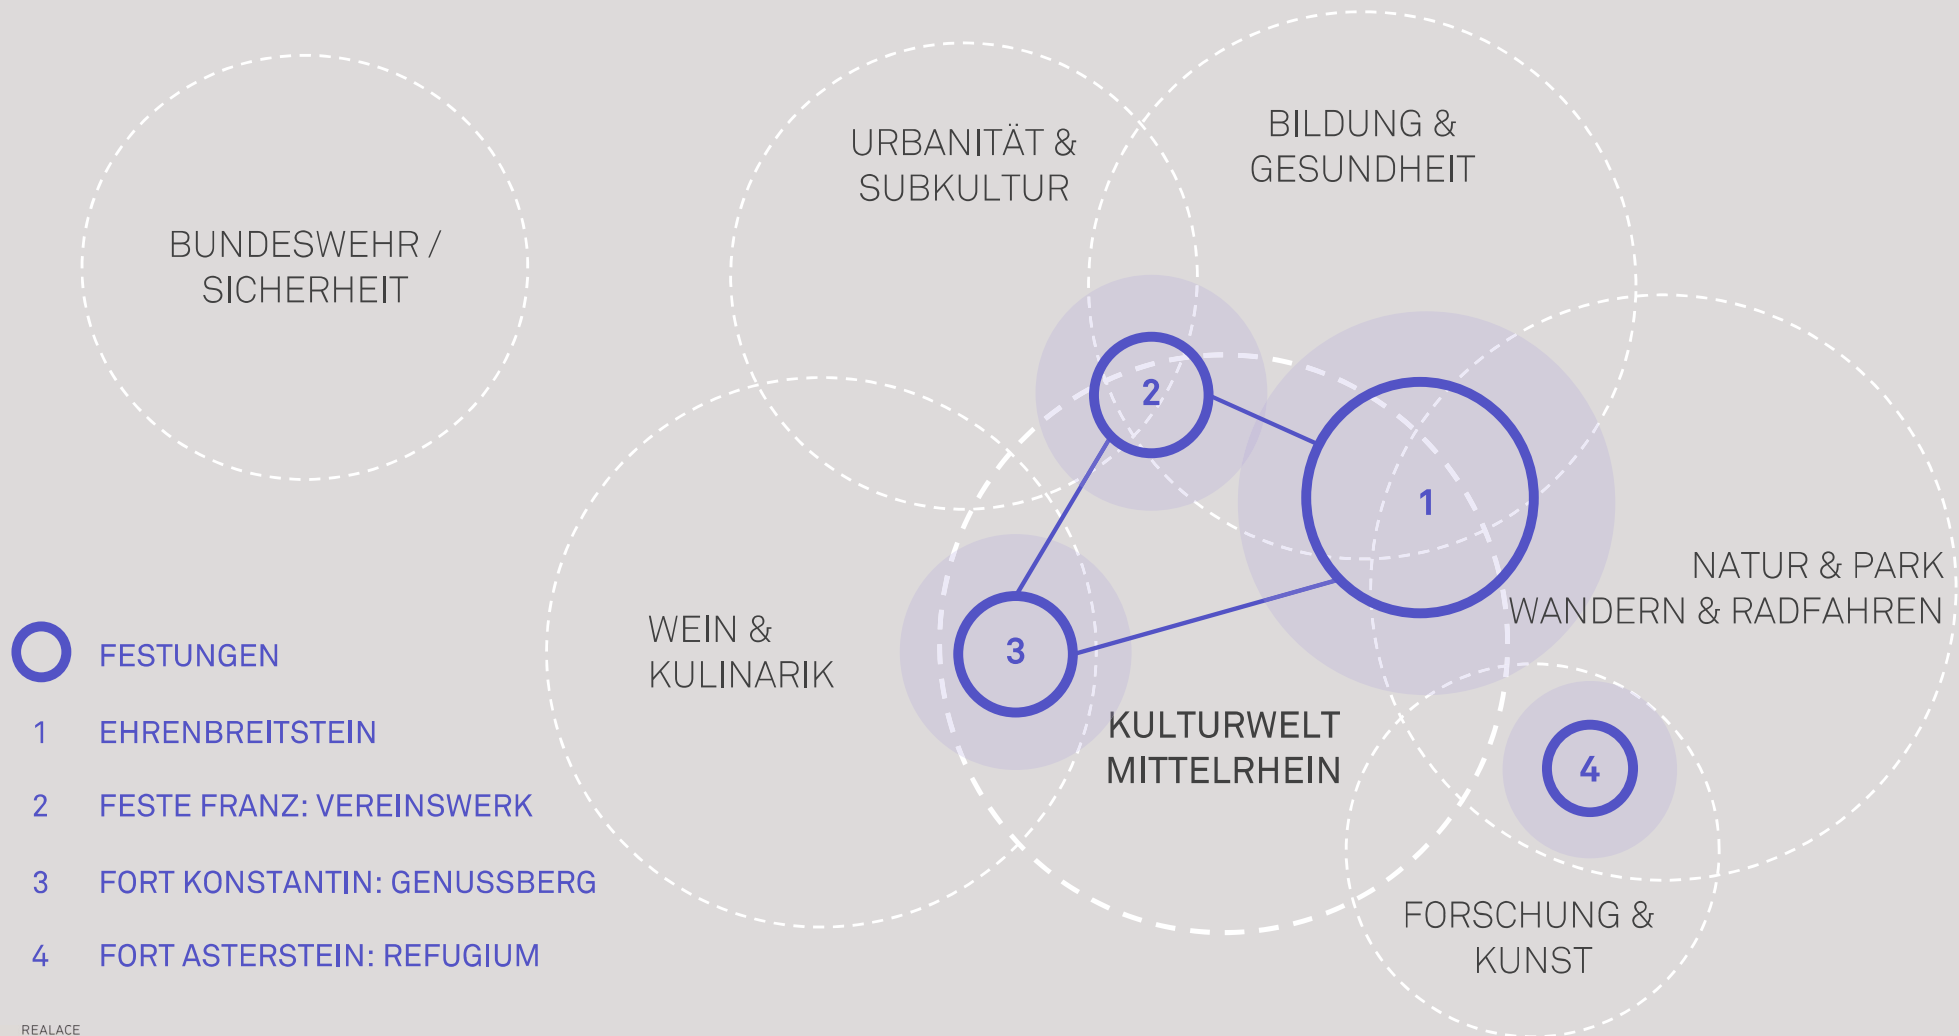 URBANITÄT &
SUBKULTUR
BILDUNG &
GESUNDHEIT
BUNDESWEHR /
SICHERHEIT
2
1
NATUR & PARK
WANDERN & RADFAHREN
WEIN &
KULINARIK
3
KULTURWELT
MITTELRHEIN
4
FORSCHUNG &
KUNST
FESTUNGEN
1 EHRENBREITSTEIN
2 FESTE FRANZ: VEREINSWERK
3 FORT KONSTANTIN: GENUSSBERG
4 FORT ASTERSTEIN: REFUGIUM
REALACE